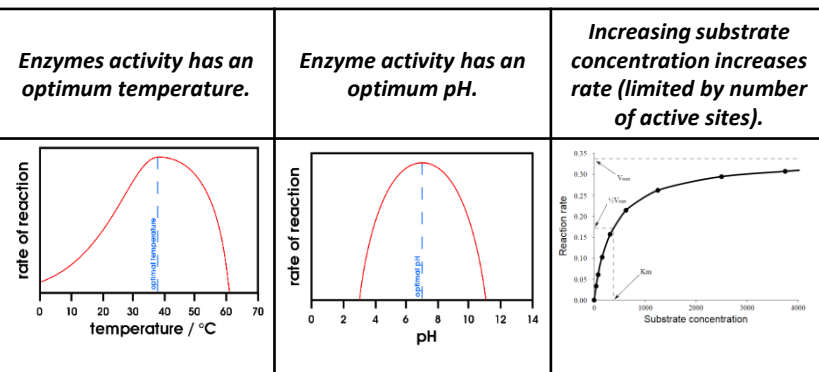 Enzymes activity has an
optimum temperature.
Enzyme activity has an
optimum pH.
Increasing substrate
concentration increases
rate (limited by number
of active sites).
rate of reaction
optimal temperature
0 10 20 30 40 50 60 70
temperature / °C
rate of reaction
optimal pH
0 2 4 6 8 10 12 14
pH
Reaction rate
0.35
0.30
0.25
0.20
0.15
0.10
0.05
0.00
Vmax
½Vmax
Km
0 1000 2000 3000 4000
Substrate concentration